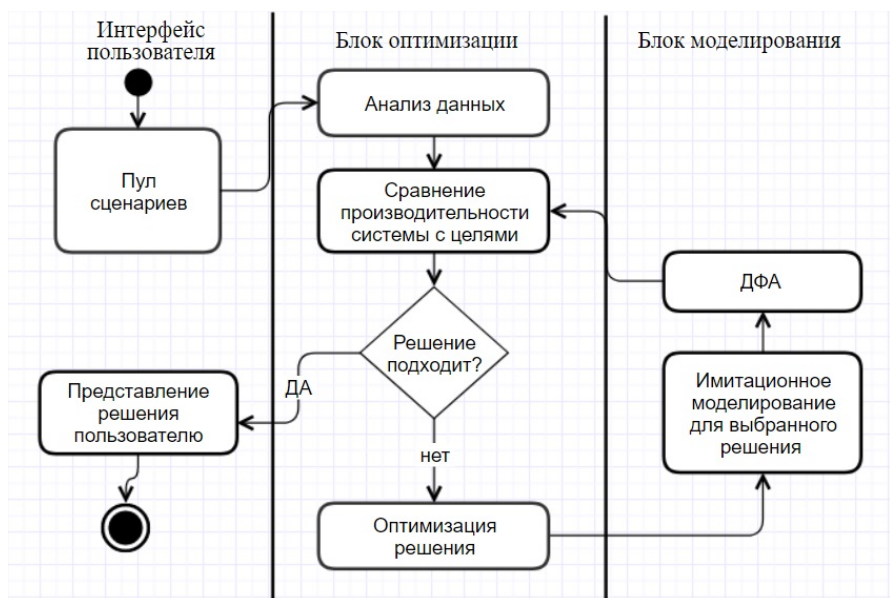 Интерфейс
пользователя
Блок оптимизации
Блок моделирования
Пул
сценариев
Анализ данных
Сравнение
производительности
системы с целями
Решение
подходит?
ДА
нет
Представление
решения
пользователю
Оптимизация
решения
ДФА
Имитационное
моделирование
для выбранного
решения